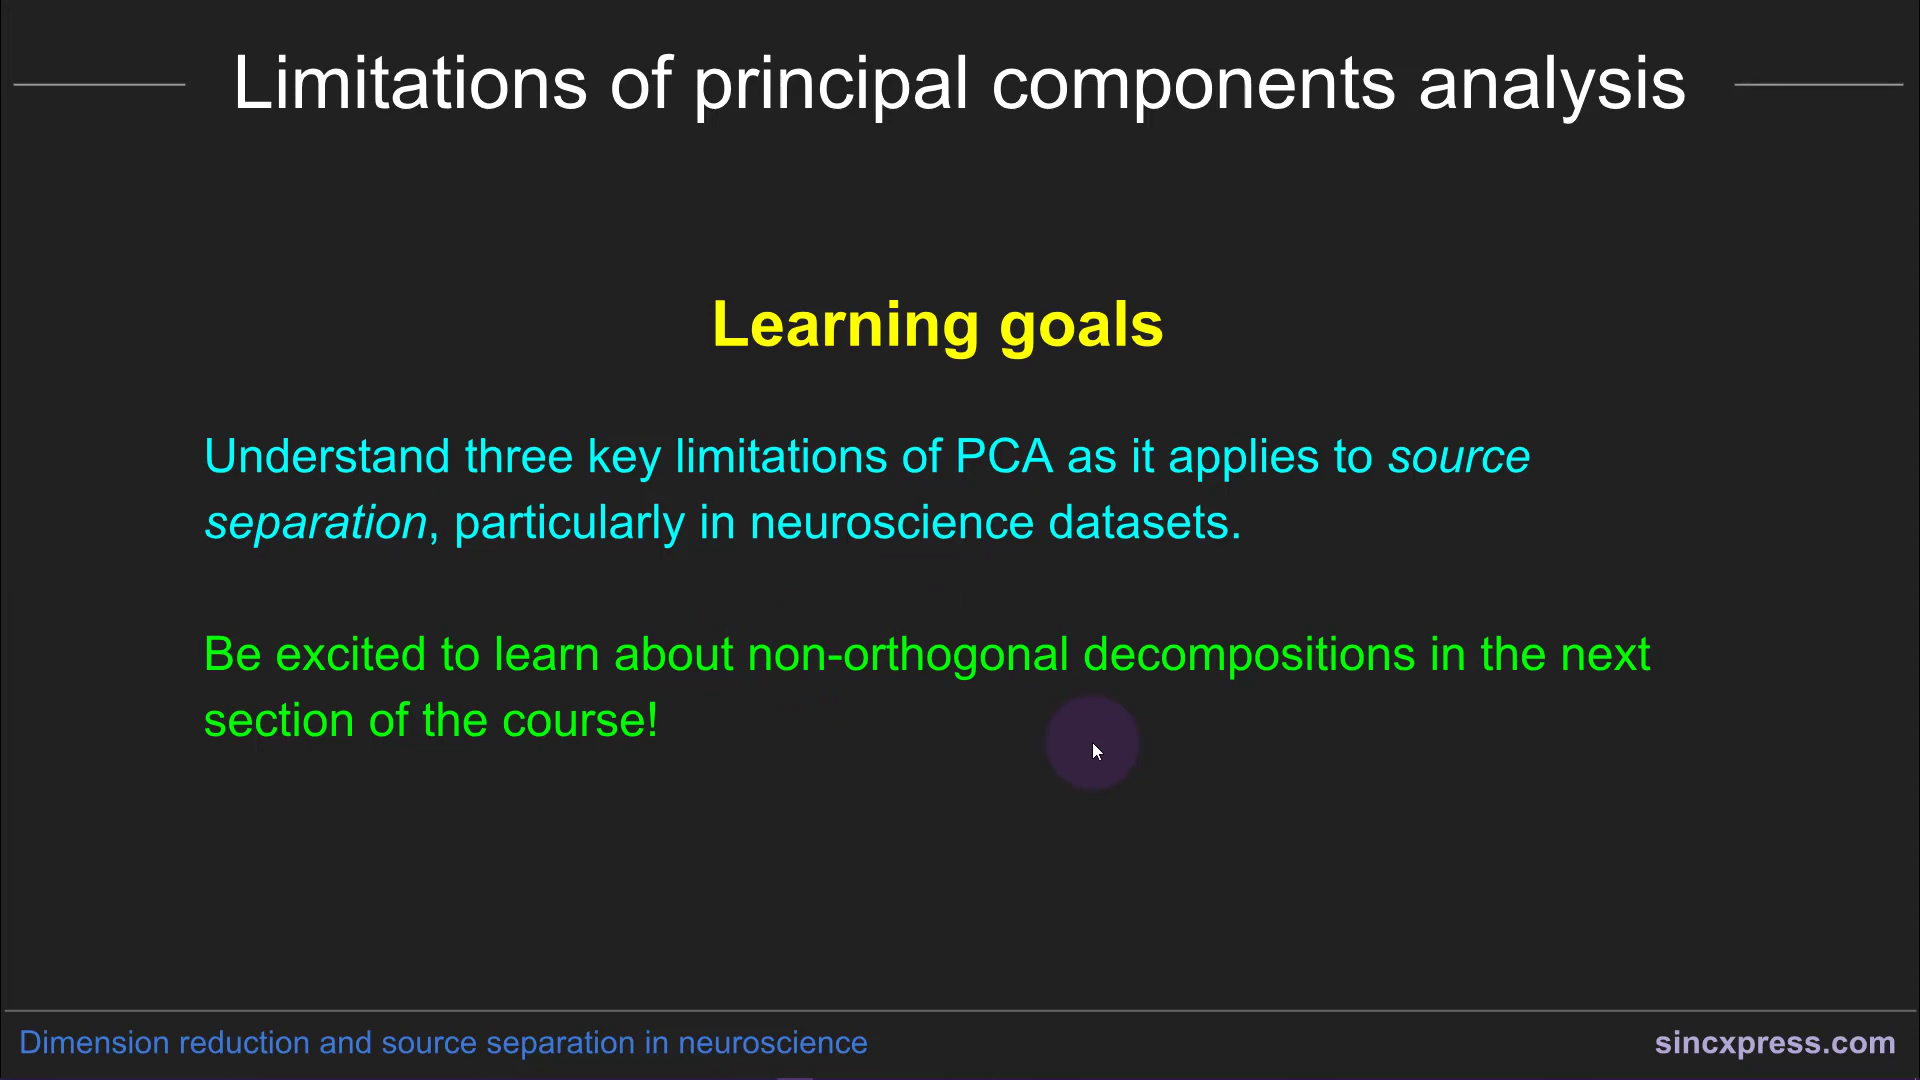 Limitations of principal components analysis
Learning goals
Understand three key limitations of PCA as it applies to source
separation, particularly in neuroscience datasets.
Be excited to learn about non-orthogonal decompositions in the next
section of the course!
Dimension reduction and source separation in neuroscience
sincxpress.com